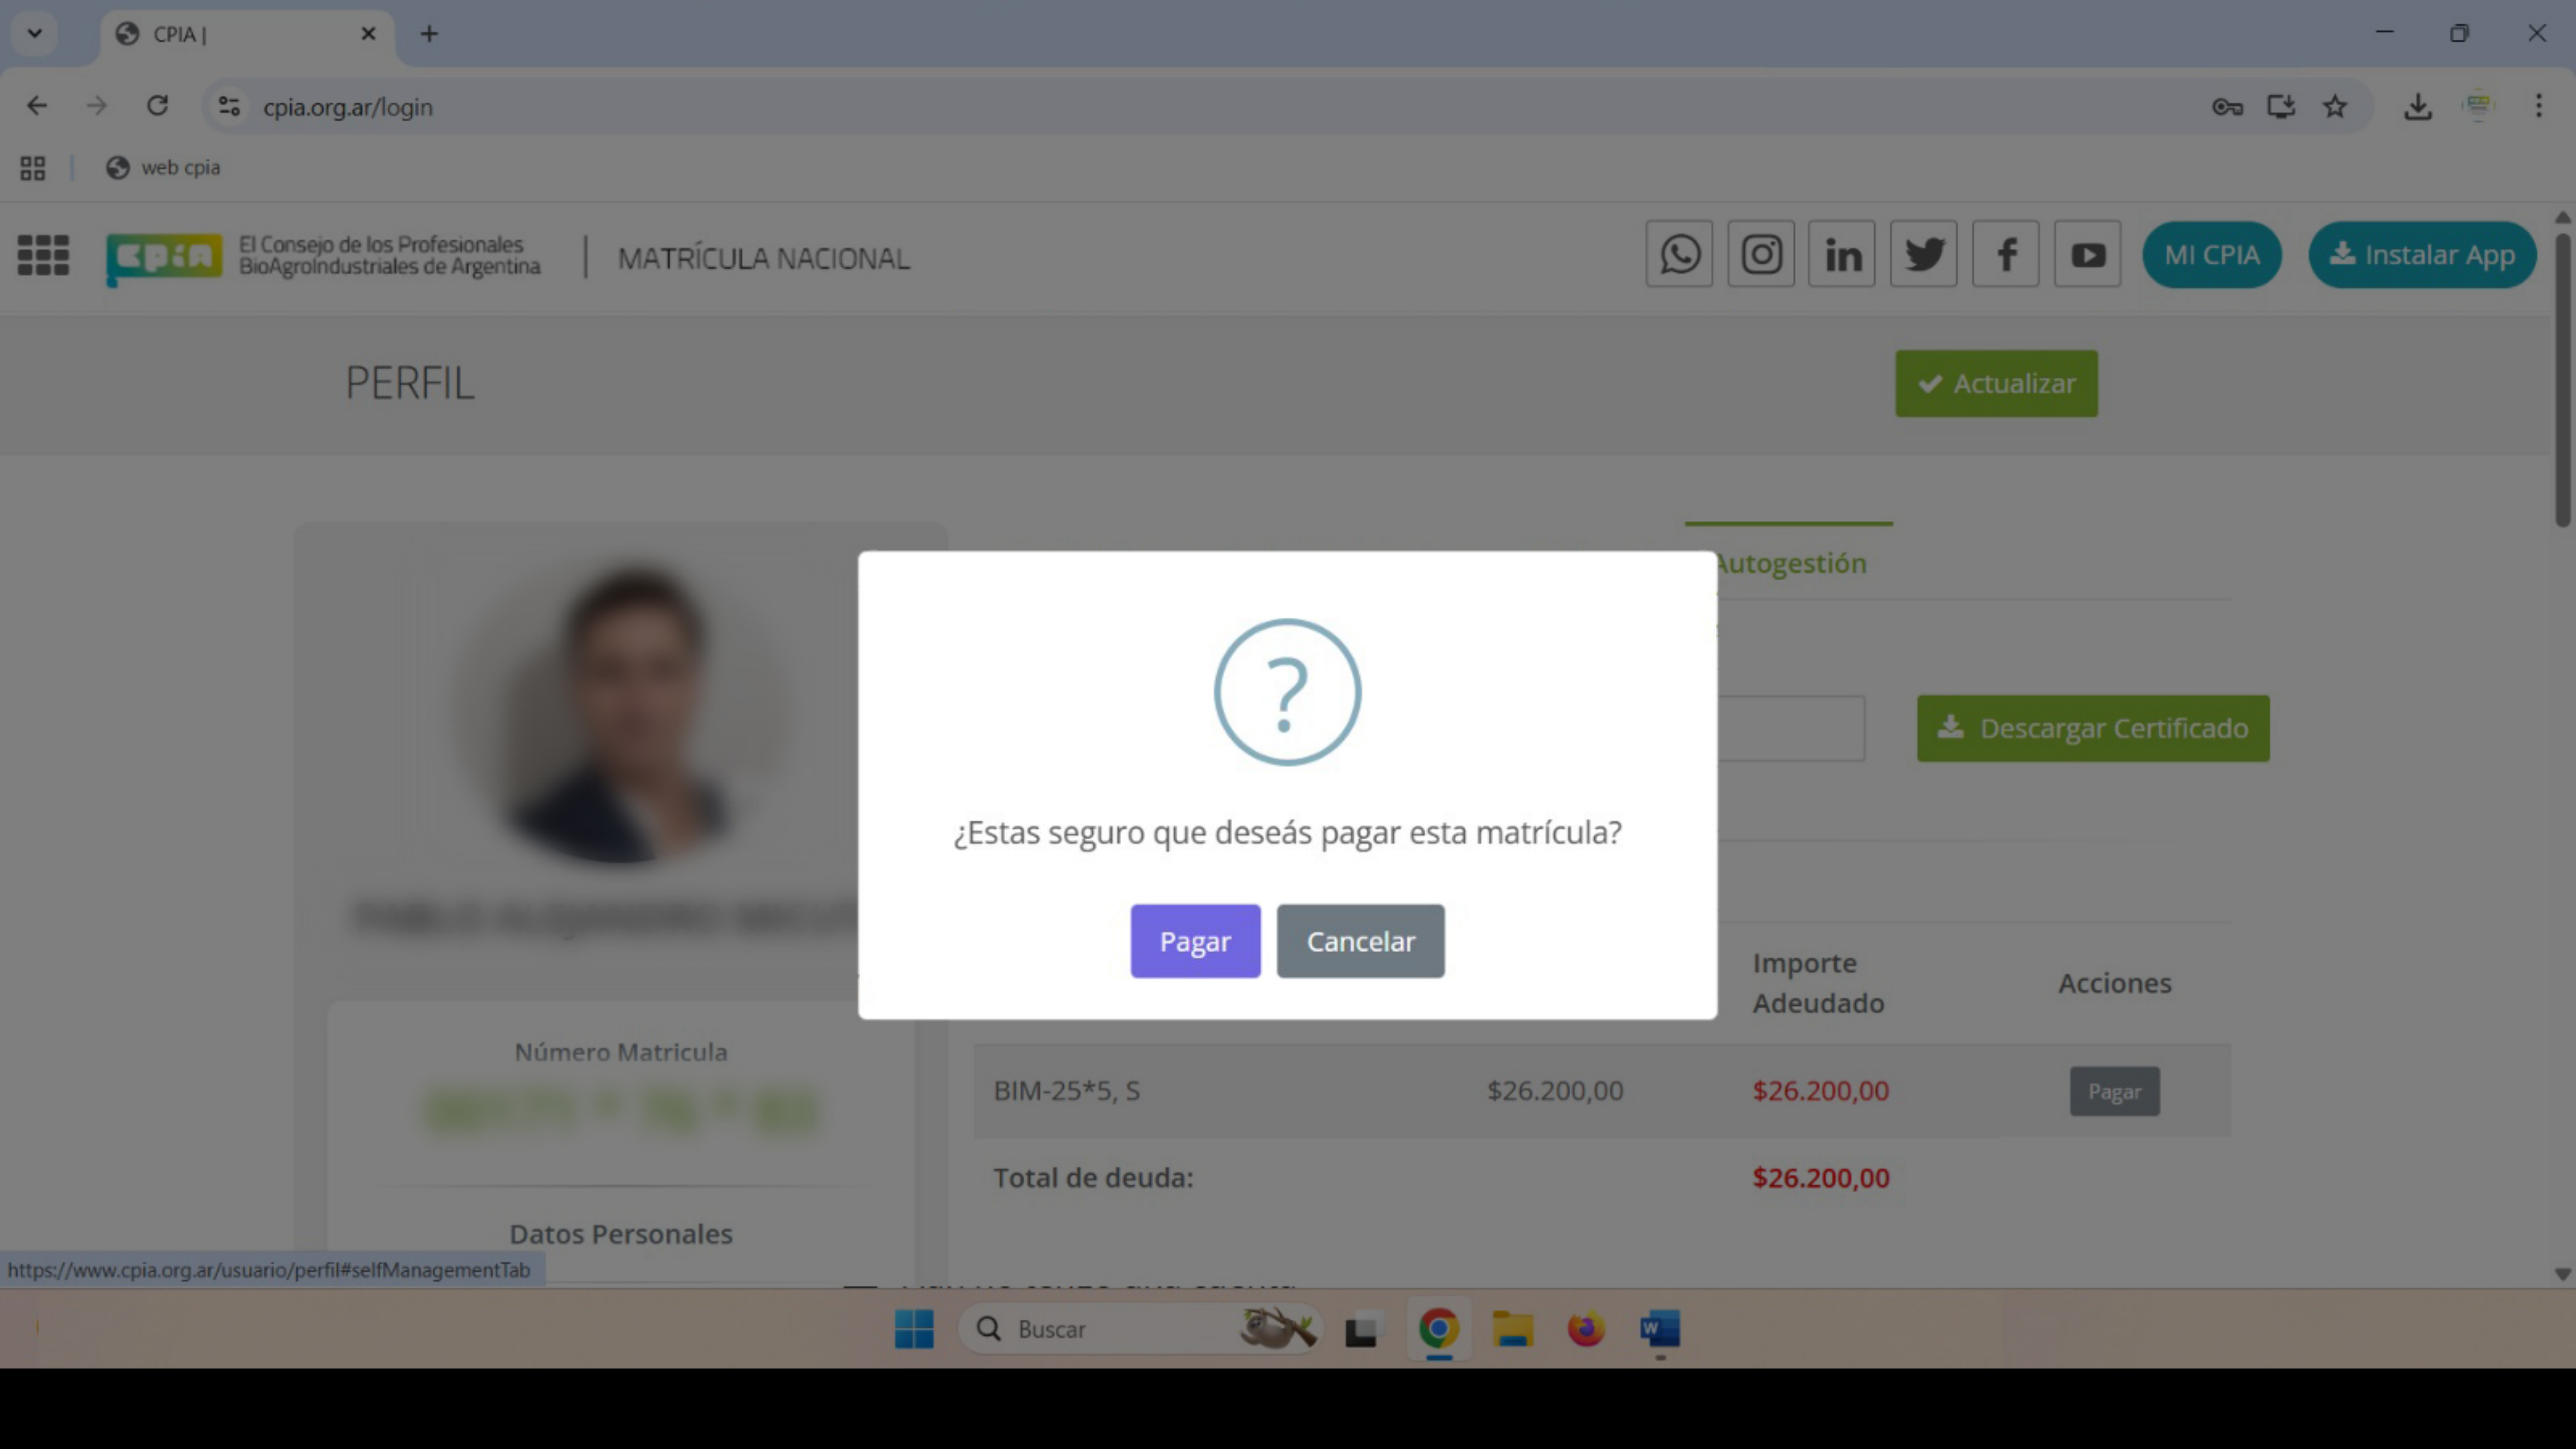 CPIA |
cpia.org.ar/login
web cpia
cpia
El Consejo de los Profesionales
BioAgroIndustriales de Argentina
MATRÍCULA NACIONAL
MI CPIA
Instalar App
PERFIL
Actualizar
Autogestión
Descargar Certificado
?
¿Estas seguro que deseás pagar esta matrícula?
Pagar
Cancelar
Importe
Adeudado
Acciones
Número Matricula
BIM-25*5, S
$26.200,00
$26.200,00
Pagar
Total de deuda:
$26.200,00
Datos Personales
https://www.cpia.org.ar/usuario/perfil#selfManagementTab
Buscar